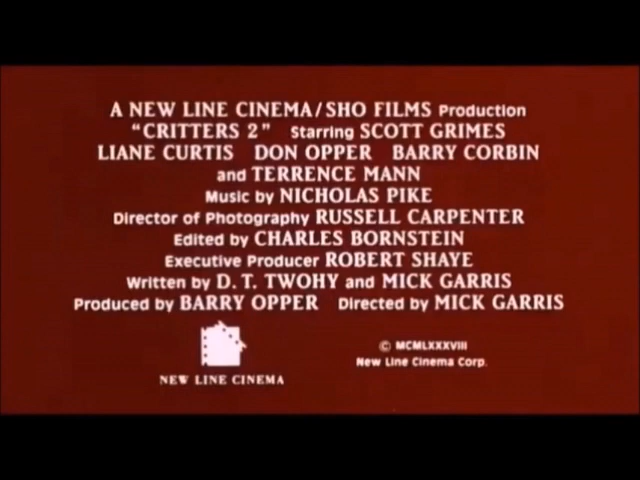 A NEW LINE CINEMA/SHO FILMS Production
"CRITTERS 2" Starring SCOTT GRIMES
LIANE CURTIS DON OPPER BARRY CORBIN
and TERRENCE MANN
Music by NICHOLAS PIKE
Director of Photography RUSSELL CARPENTER
Edited by CHARLES BORNSTEIN
Executive Producer ROBERT SHAYE
Written by D. T. TWOHY and MICK GARRIS
Produced by BARRY OPPER Directed by MICK GARRIS
NEW LINE CINEMA
© MCMLXXXVIII
New Line Cinema Corp.